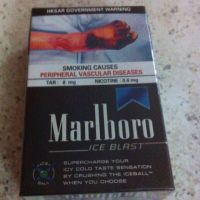 HKSAR GOVERNMENT WARNING
SMOKING CAUSES
PERIPHERAL VASCULAR DISEASES
TAR : 8 mg NICOTINE : 0.6 mg
Marlboro
ICE BLAST
SUPERCHARGE YOUR
ICY COLD TASTE SENSATION
BY CRUSHING THE ICEBALL
WHEN YOU CHOOSE